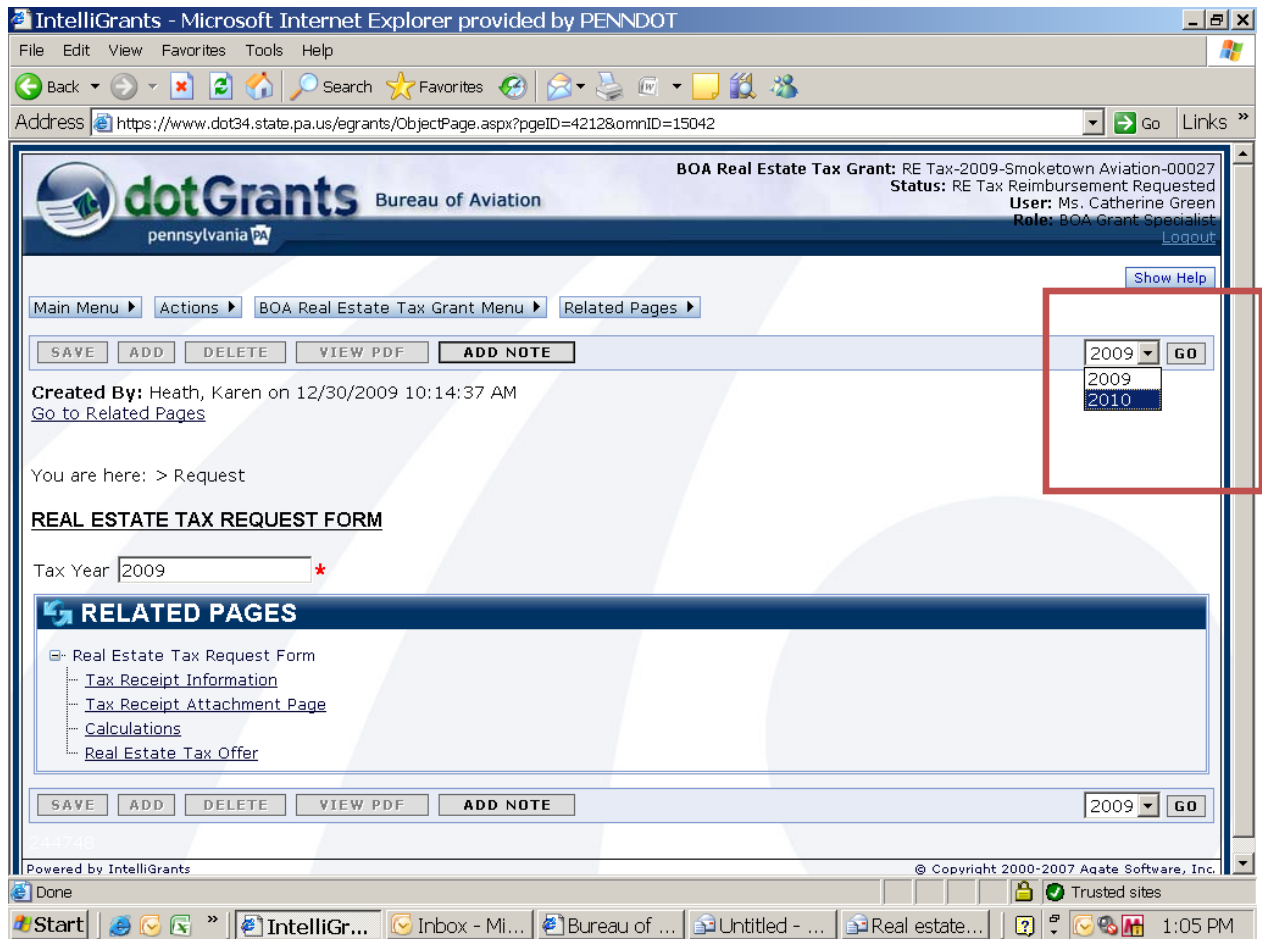 IntelliGrants - Microsoft Internet Explorer provided by PENNDOT
File Edit View Favorites Tools Help
Back Search Favorites
Address https://www.dot34.state.pa.us/egrants/ObjectPage.aspx?pgeID=4212&omnID=15042 Go Links »
dotGrants Bureau of Aviation
pennsylvania PA
BOA Real Estate Tax Grant: RE Tax-2009-Smoketown Aviation-00027
Status: RE Tax Reimbursement Requested
User: Ms. Catherine Green
Role: BOA Grant Specialist
Logout
Show Help
Main Menu Actions BOA Real Estate Tax Grant Menu Related Pages
SAVE ADD DELETE VIEW PDF ADD NOTE 2009 GO
2009
2010
Created By: Heath, Karen on 12/30/2009 10:14:37 AM
Go to Related Pages
You are here: > Request
REAL ESTATE TAX REQUEST FORM
Tax Year 2009 *
RELATED PAGES
Real Estate Tax Request Form
Tax Receipt Information
Tax Receipt Attachment Page
Calculations
Real Estate Tax Offer
SAVE ADD DELETE VIEW PDF ADD NOTE 2009 GO
244748
Powered by IntelliGrants © Copyright 2000-2007 Agate Software, Inc.
Done Trusted sites
Start » IntelliGr... Inbox - Mi... Bureau of ... Untitled - ... Real estate... 1:05 PM